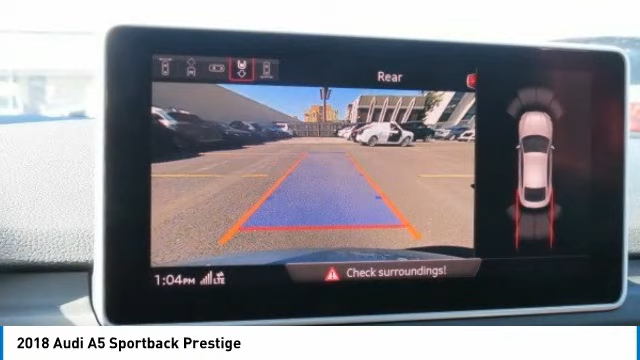 Rear
1:04PM LTE
Check surroundings!
2018 Audi A5 Sportback Prestige